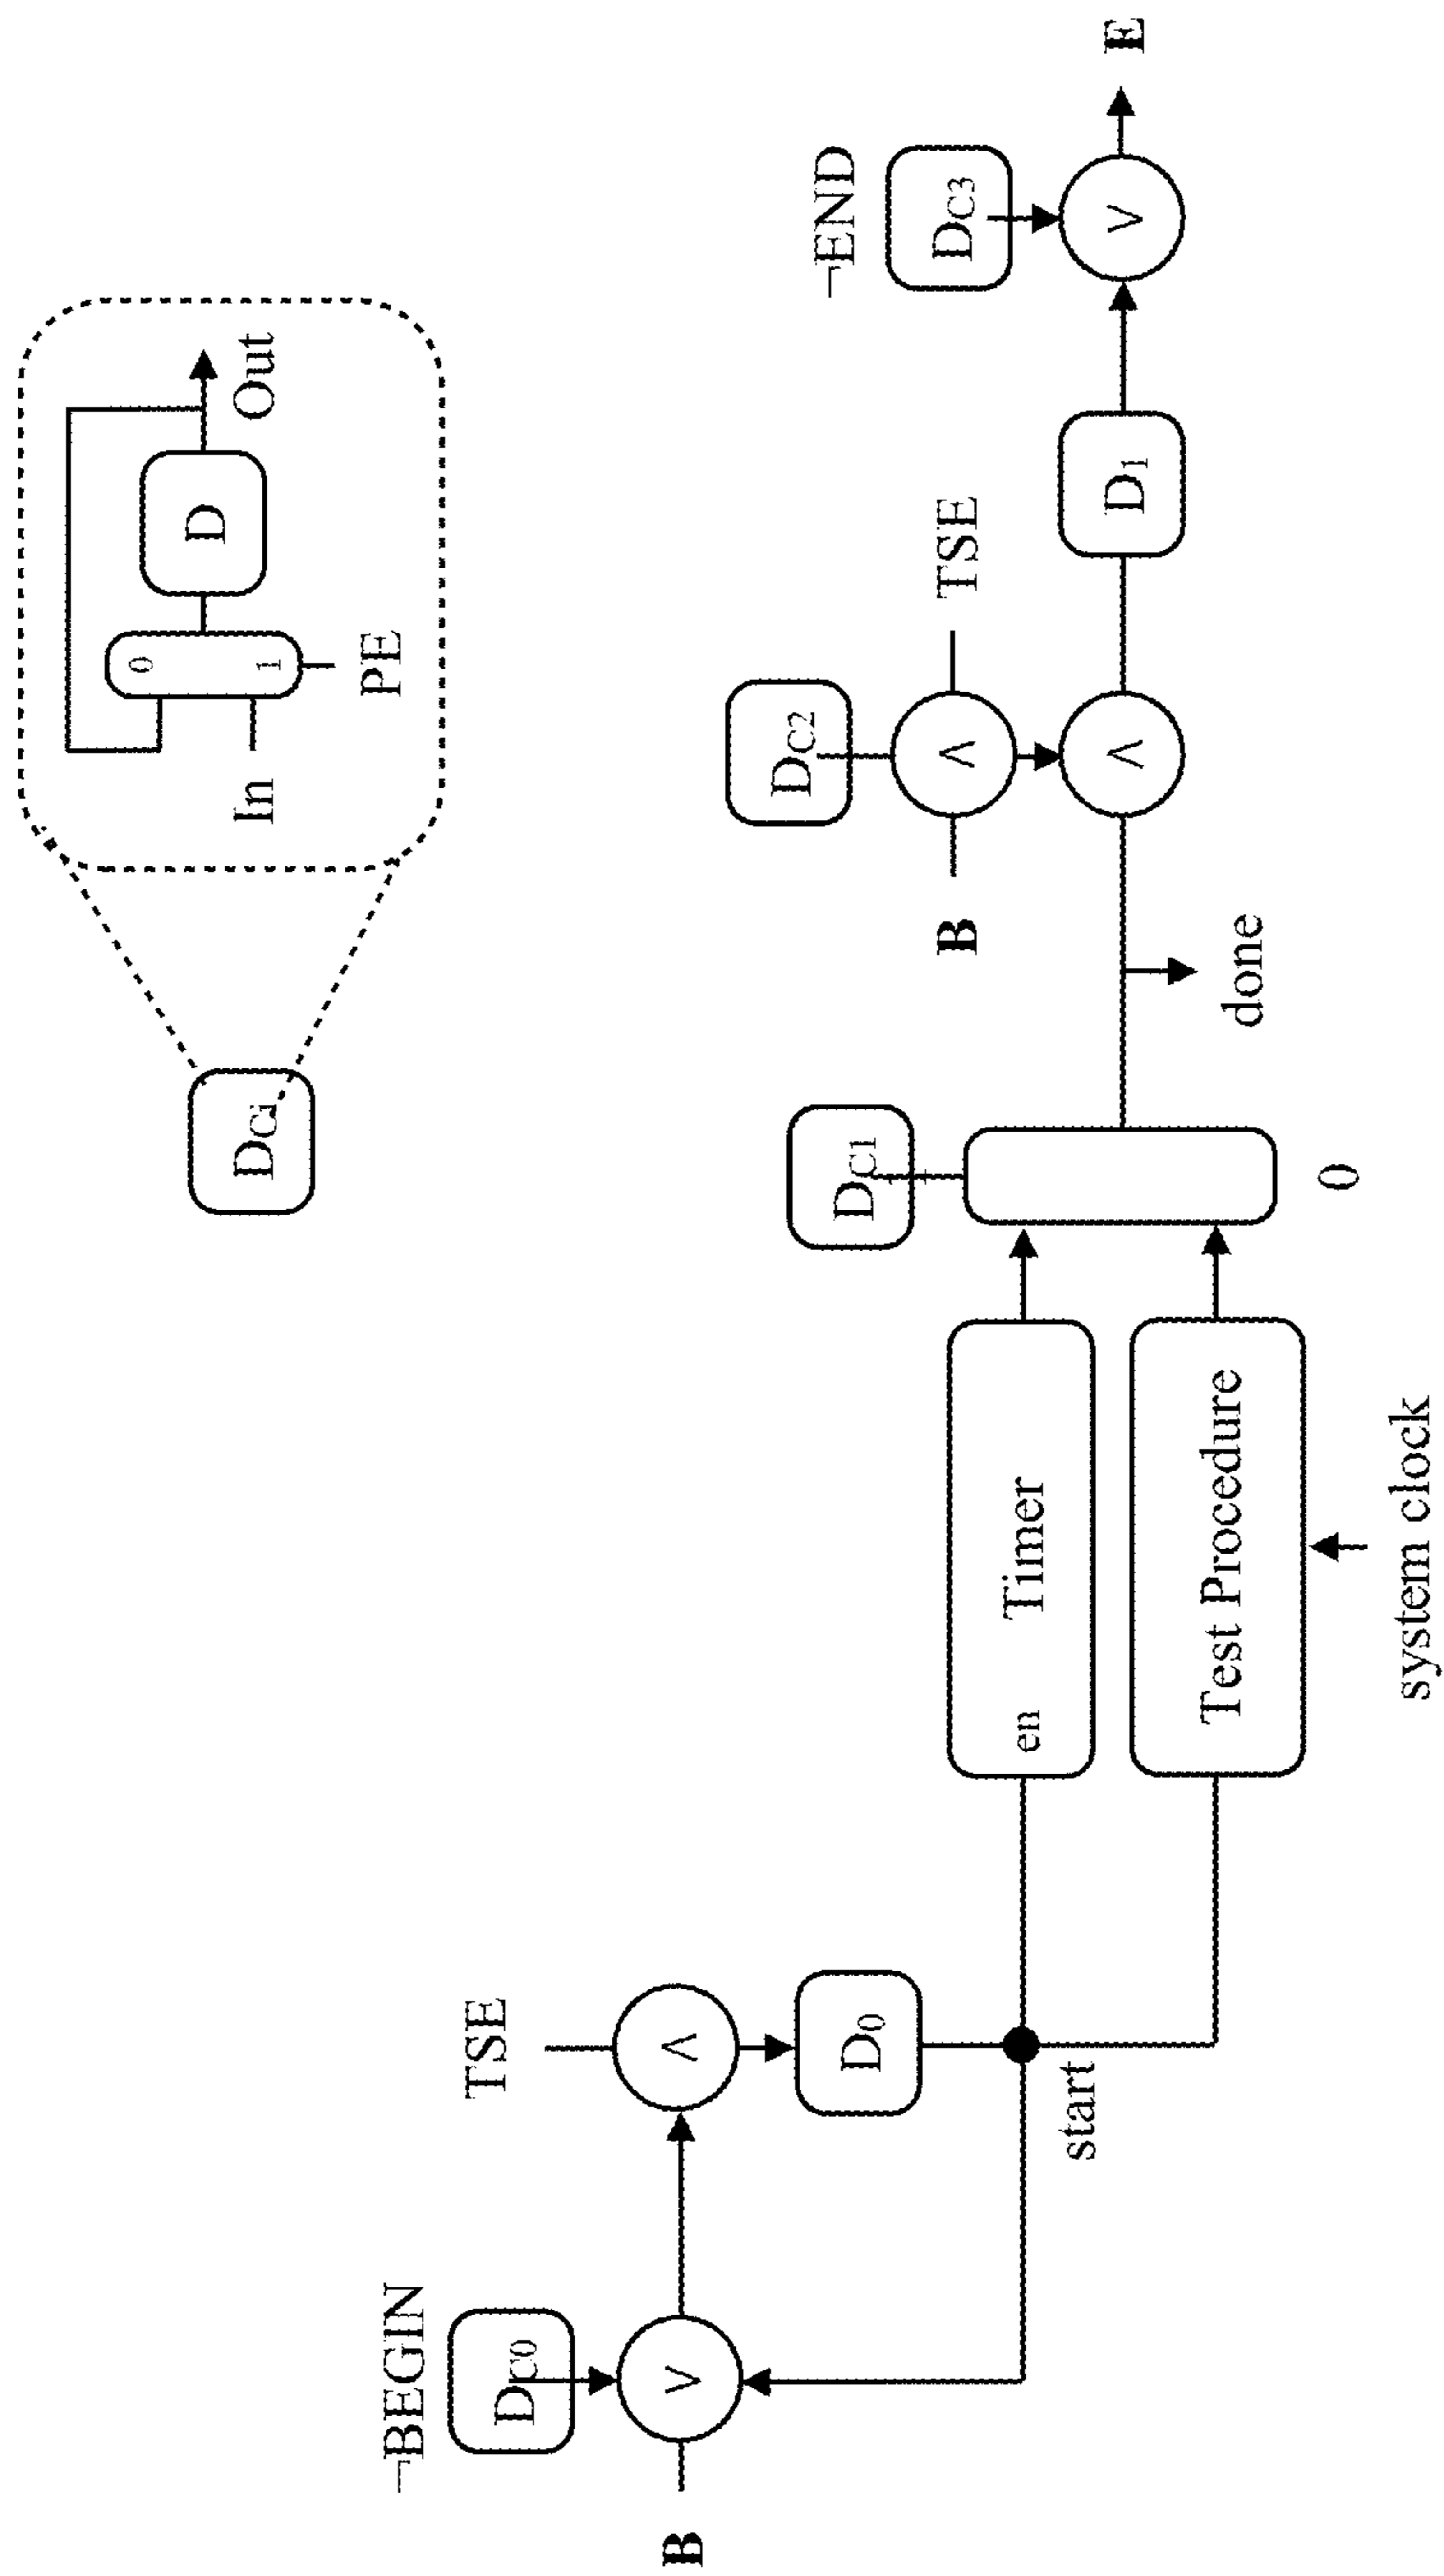 DCi
0
1
D
In
Out
PE
¬BEGIN
DC0
B
∨
TSE
∧
D0
start
en Timer
Test Procedure
system clock
DC1
0
done
DC2
B
∧
TSE
∧
D1
¬END
DC3
∨
E